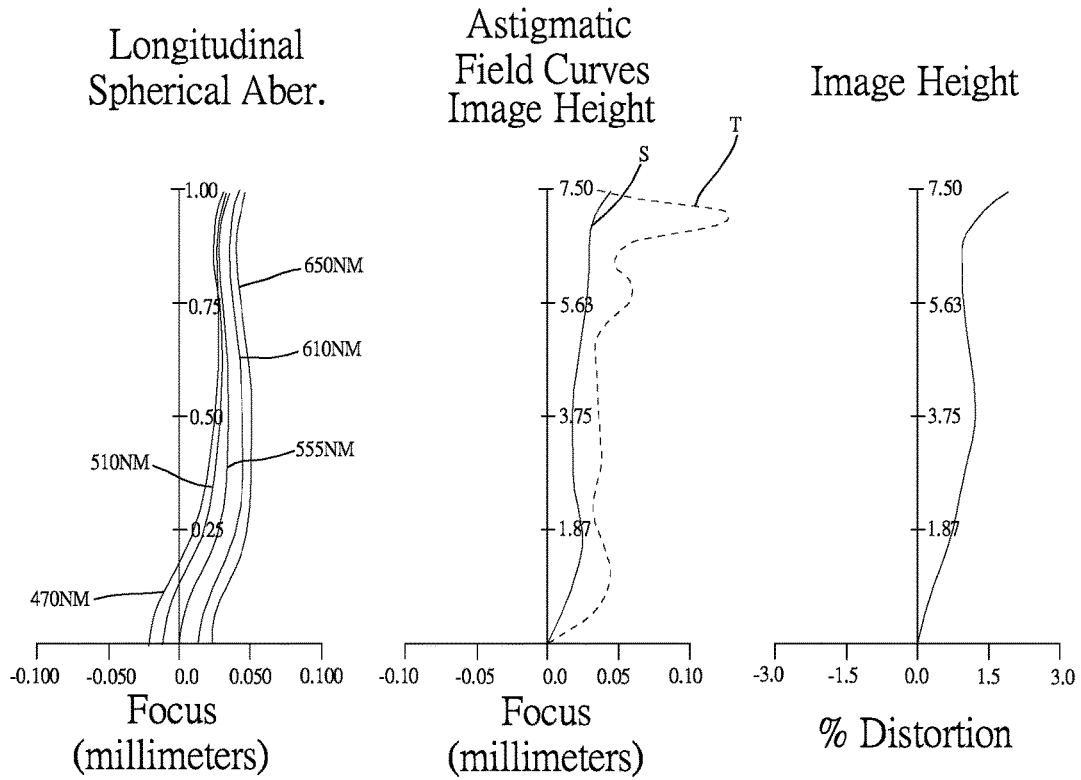 Longitudinal
Spherical Aber.
1.00
0.75
0.50
0.25
650NM
610NM
555NM
510NM
470NM
-0.100 -0.050 0.0 0.050 0.100
Focus
(millimeters)
Astigmatic
Field Curves
Image Height
S
T
7.50
5.63
3.75
1.87
-0.10 -0.05 0.0 0.05 0.10
Focus
(millimeters)
Image Height
7.50
5.63
3.75
1.87
-3.0 -1.5 0.0 1.5 3.0
% Distortion